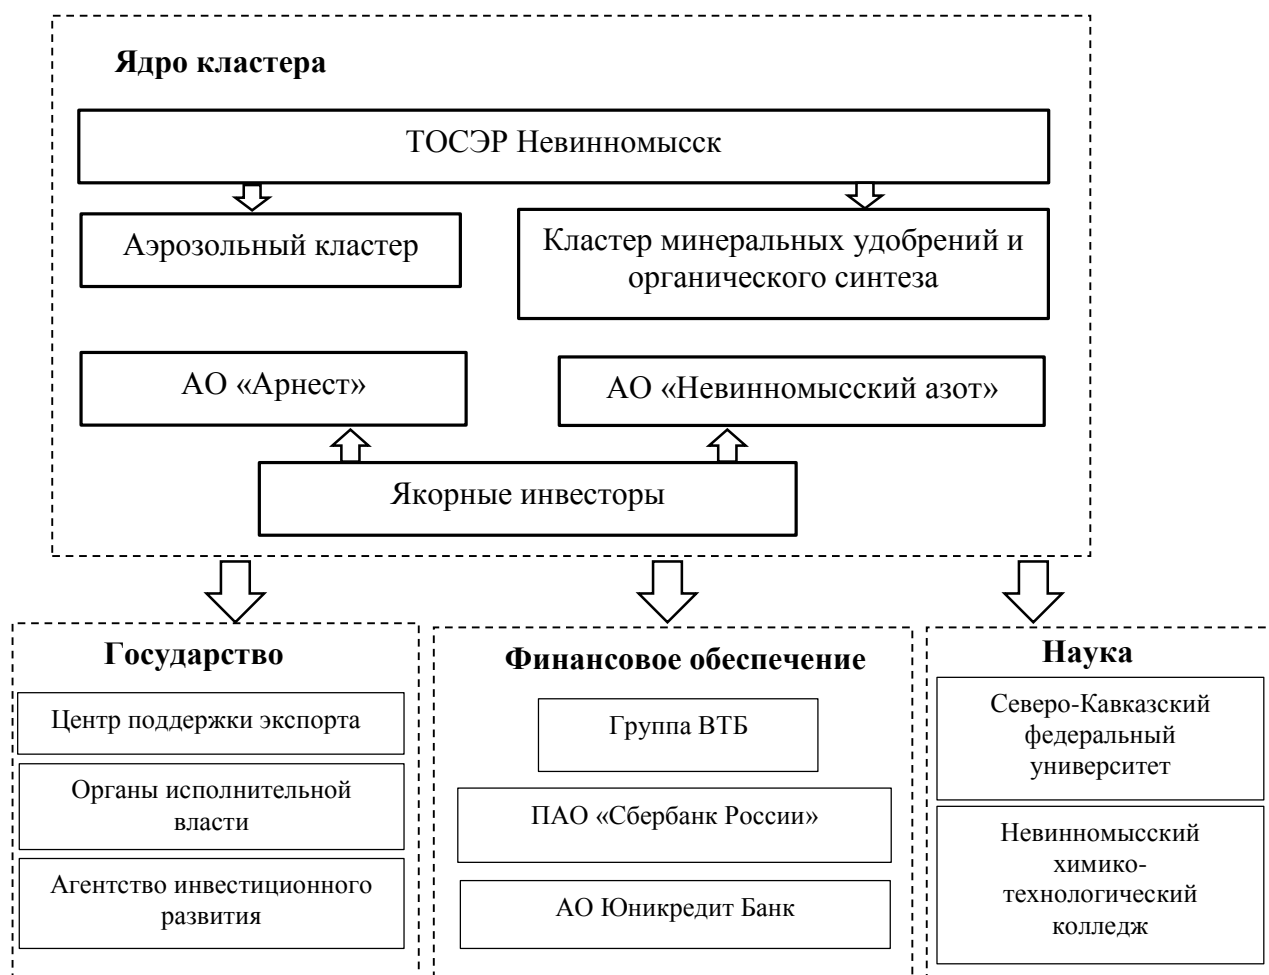 Ядро кластера
ТОСЭР Невинномысск
Аэрозольный кластер
Кластер минеральных удобрений и
органического синтеза
АО «Арнест»
АО «Невинномысский азот»
Якорные инвесторы
Государство
Центр поддержки экспорта
Органы исполнительной
власти
Агентство инвестиционного
развития
Финансовое обеспечение
Группа ВТБ
ПАО «Сбербанк России»
АО Юникредит Банк
Наука
Северо-Кавказский
федеральный
университет
Невинномысский
химико-
технологический
колледж